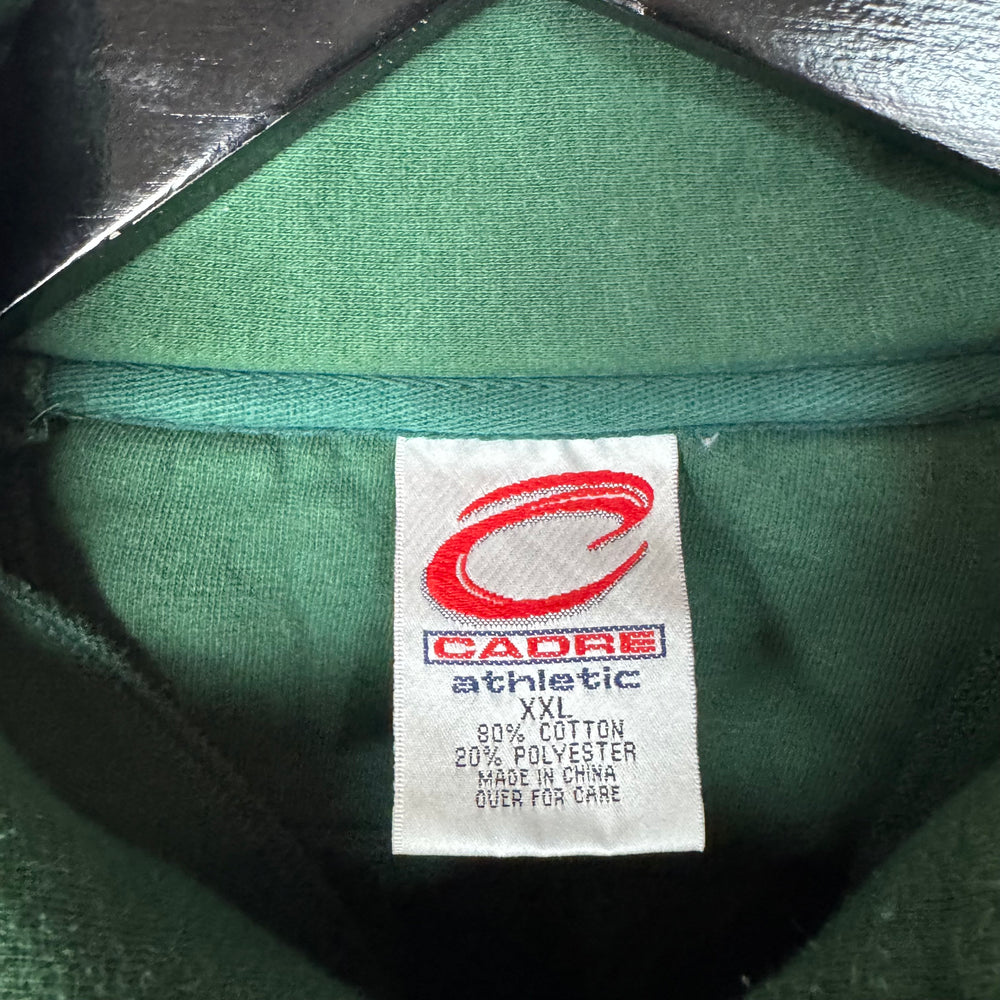 CADRE
athletic
XXL
80% COTTON
20% POLYESTER
MADE IN CHINA
OVER FOR CARE